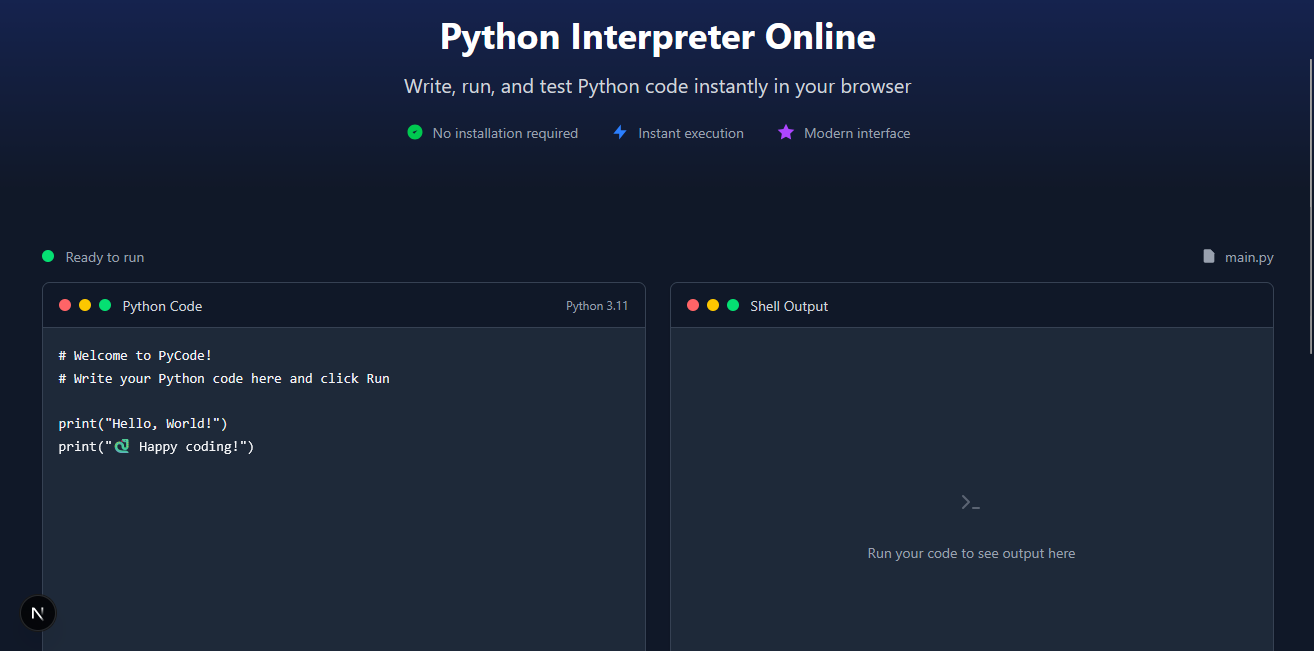 Python Interpreter Online
Write, run, and test Python code instantly in your browser
No installation required
Instant execution
Modern interface
Ready to run
main.py
Python Code
Python 3.11
# Welcome to PyCode!
# Write your Python code here and click Run
print("Hello, World!")
print("🐍 Happy coding!")
Shell Output
>_
Run your code to see output here
N